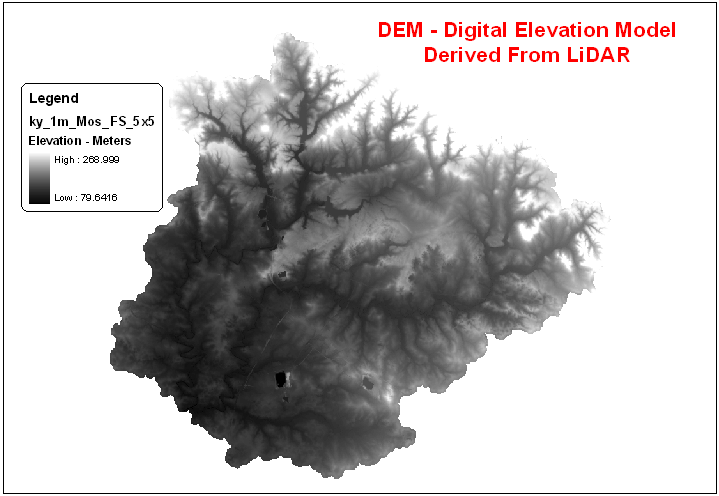 DEM - Digital Elevation Model
Derived From LiDAR
Legend
ky_1m_Mos_FS_5x5
Elevation - Meters
High : 268.999
Low : 79.6416